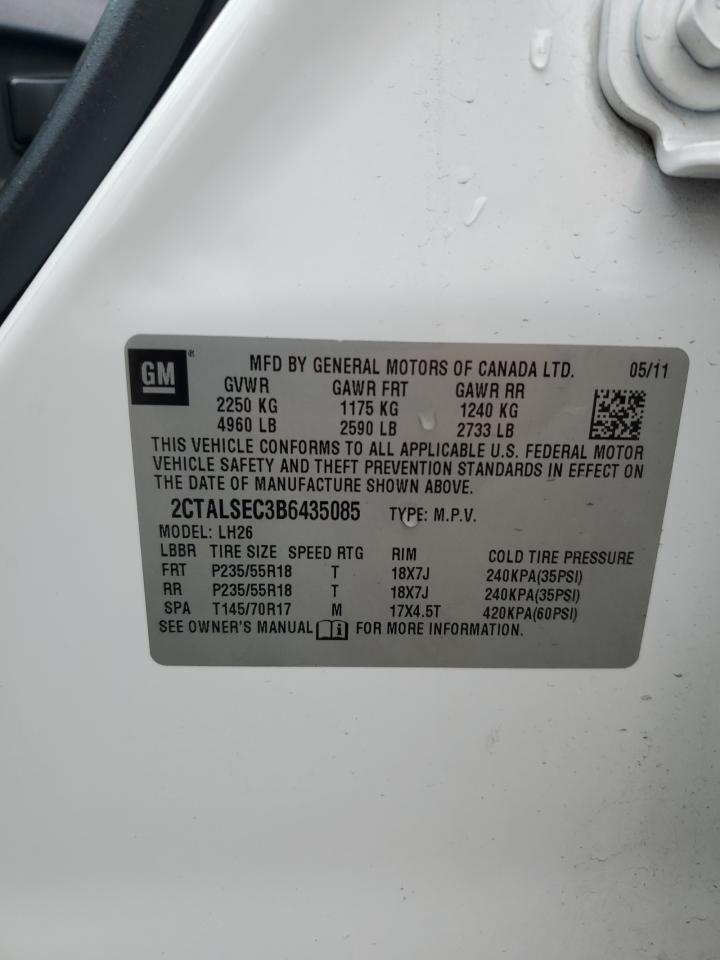 GM ®
MFD BY GENERAL MOTORS OF CANADA LTD. 05/11
GVWR GAWR FRT GAWR RR
2250 KG 1175 KG 1240 KG
4960 LB 2590 LB 2733 LB
THIS VEHICLE CONFORMS TO ALL APPLICABLE U.S. FEDERAL MOTOR
VEHICLE SAFETY AND THEFT PREVENTION STANDARDS IN EFFECT ON
THE DATE OF MANUFACTURE SHOWN ABOVE.
2CTALSEC3B6435085 TYPE: M.P.V.
MODEL: LH26
LBBR TIRE SIZE SPEED RTG RIM COLD TIRE PRESSURE
FRT P235/55R18 T 18X7J 240KPA(35PSI)
RR P235/55R18 T 18X7J 240KPA(35PSI)
SPA T145/70R17 M 17X4.5T 420KPA(60PSI)
SEE OWNER'S MANUAL FOR MORE INFORMATION.